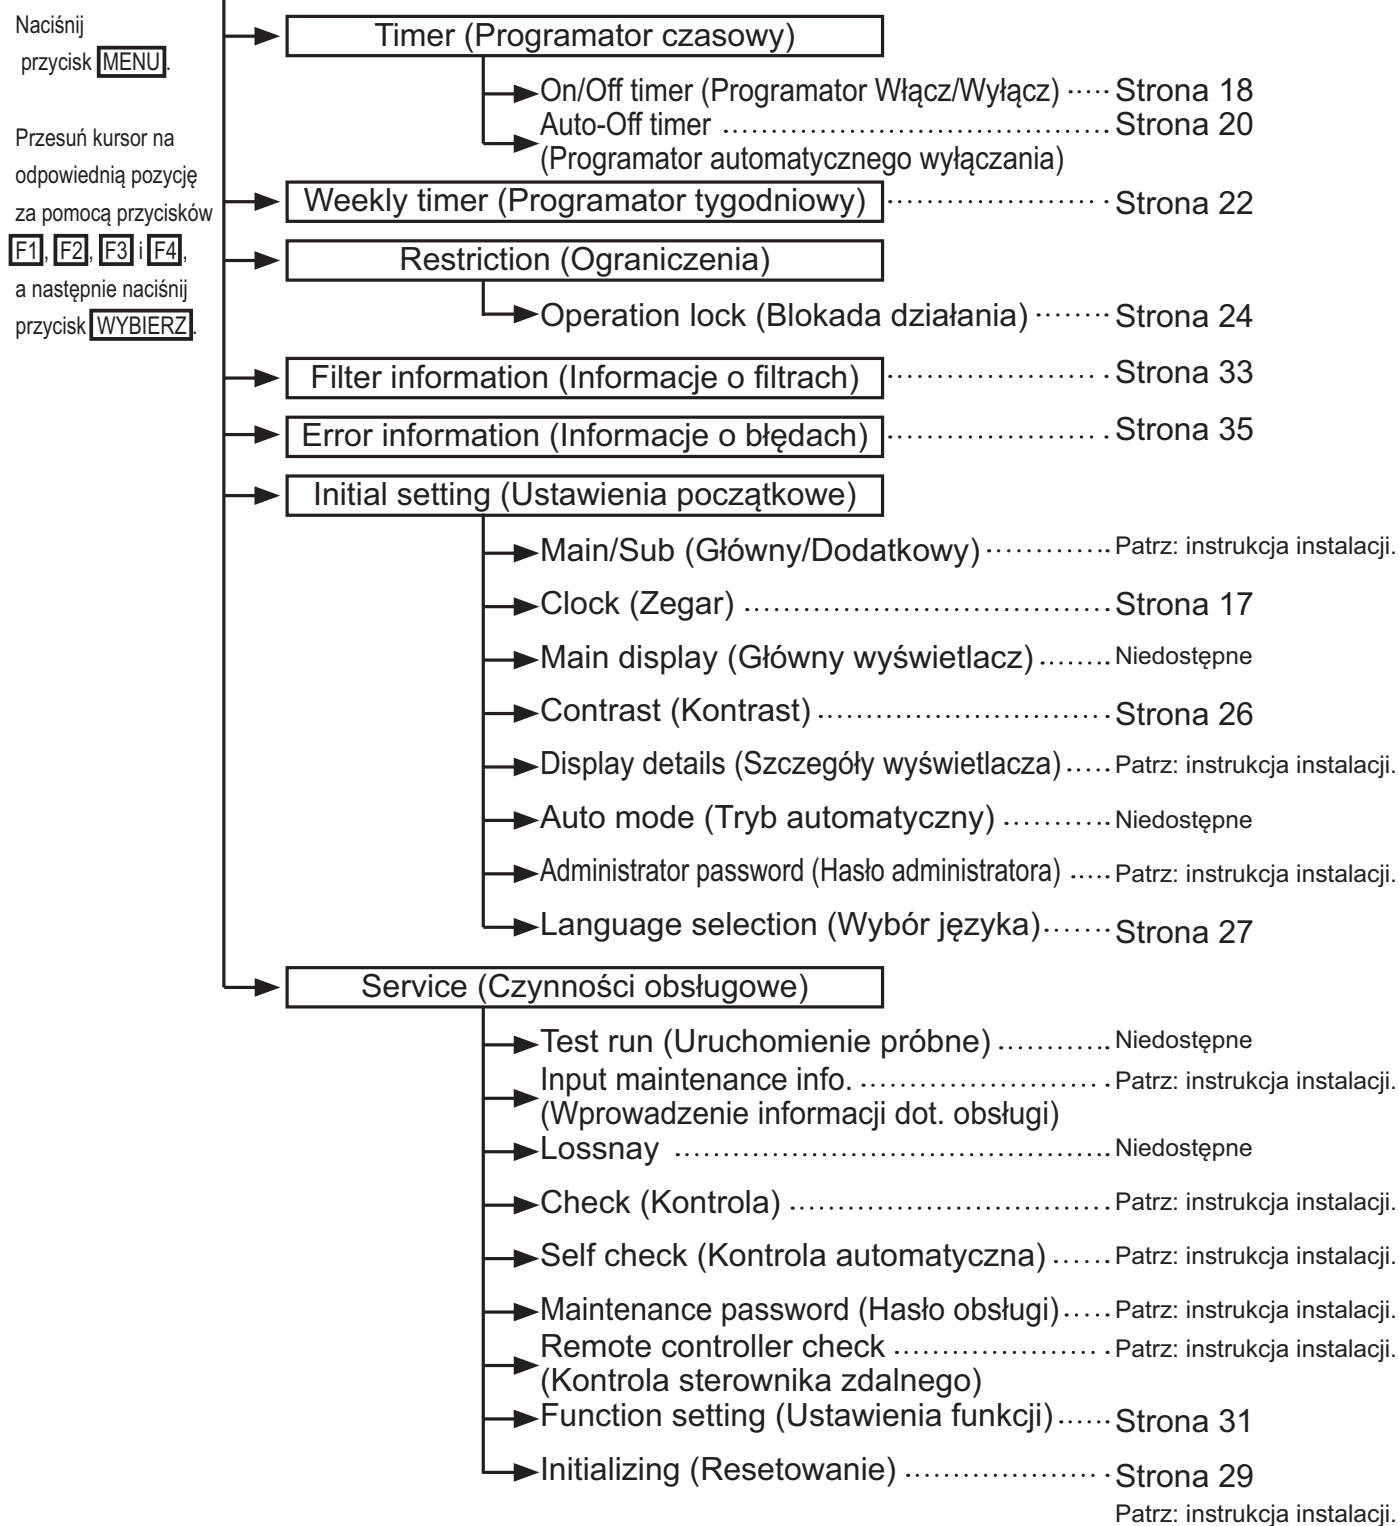 Naciśnij
przycisk MENU.
Przesuń kursor na
odpowiednią pozycję
za pomocą przycisków
F1, F2, F3 i F4,
a następnie naciśnij
przycisk WYBIERZ.
Timer (Programator czasowy)
On/Off timer (Programator Włącz/Wyłącz) ····· Strona 18
Auto-Off timer ········································ Strona 20
(Programator automatycznego wyłączania)
Weekly timer (Programator tygodniowy) ······················· Strona 22
Restriction (Ograniczenia)
Operation lock (Blokada działania) ········ Strona 24
Filter information (Informacje o filtrach) ······················· Strona 33
Error information (Informacje o błędach) ······················· Strona 35
Initial setting (Ustawienia początkowe)
Main/Sub (Główny/Dodatkowy) ············· Patrz: instrukcja instalacji.
Clock (Zegar) ······································ Strona 17
Main display (Główny wyświetlacz) ········ Niedostępne
Contrast (Kontrast) ······························ Strona 26
Display details (Szczegóły wyświetlacza) ····· Patrz: instrukcja instalacji.
Auto mode (Tryb automatyczny) ··········· Niedostępne
Administrator password (Hasło administratora) ····· Patrz: instrukcja instalacji.
Language selection (Wybór języka) ······· Strona 27
Service (Czynności obsługowe)
Test run (Uruchomienie próbne) ············ Niedostępne
Input maintenance info. ·························· Patrz: instrukcja instalacji.
(Wprowadzenie informacji dot. obsługi)
Lossnay ············································· Niedostępne
Check (Kontrola) ·································· Patrz: instrukcja instalacji.
Self check (Kontrola automatyczna) ······ Patrz: instrukcja instalacji.
Maintenance password (Hasło obsługi) ····· Patrz: instrukcja instalacji.
Remote controller check ······················· Patrz: instrukcja instalacji.
(Kontrola sterownika zdalnego)
Function setting (Ustawienia funkcji) ······ Strona 31
Initializing (Resetowanie) ····················· Strona 29
Patrz: instrukcja instalacji.